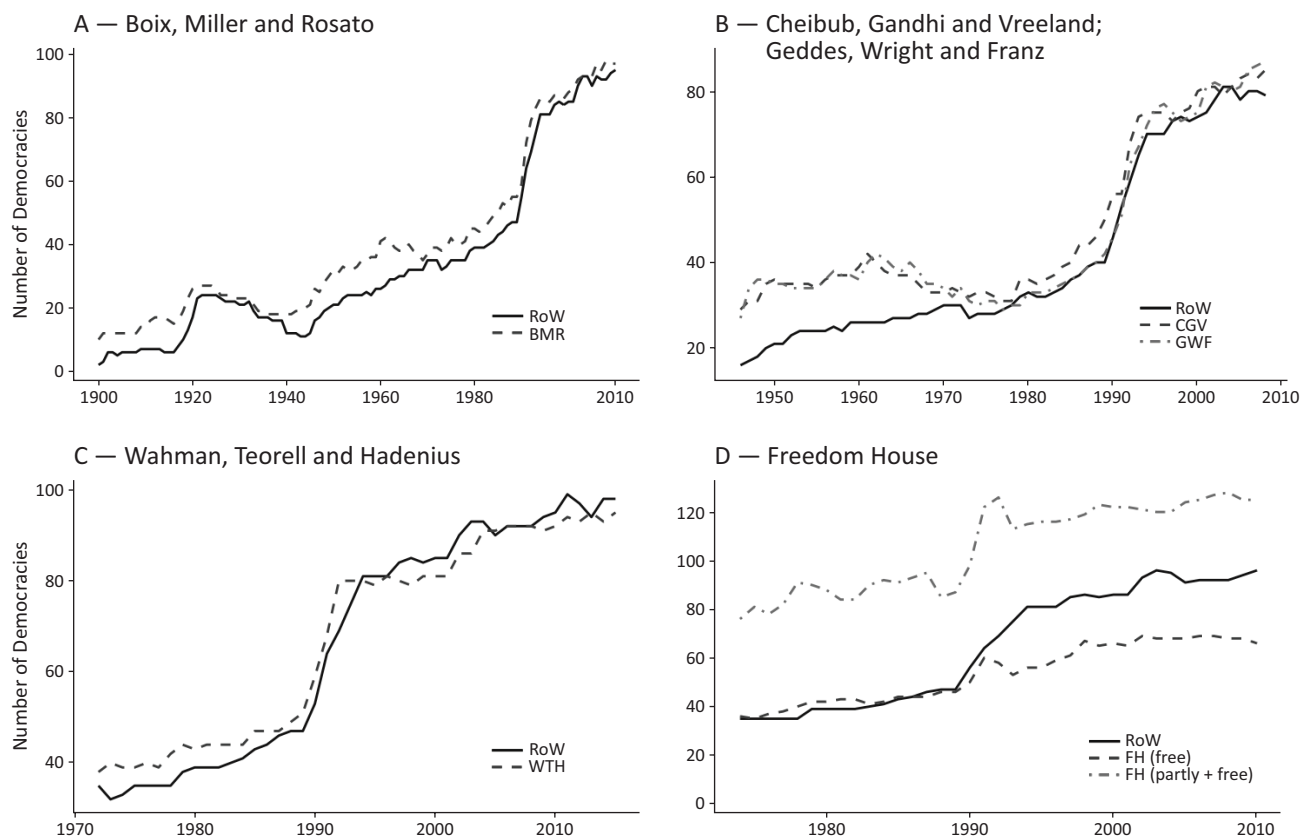 A — Boix, Miller and Rosato
Number of Democracies
100
80
60
40
20
0
RoW
BMR
1900 1920 1940 1960 1980 2010
B — Cheibub, Gandhi and Vreeland;
Geddes, Wright and Franz
80
60
40
20
RoW
CGV
GWF
1950 1960 1970 1980 1990 2000 2010
C — Wahman, Teorell and Hadenius
Number of Democracies
100
80
60
40
RoW
WTH
1970 1980 1990 2000 2010
D — Freedom House
120
100
80
60
40
20
0
RoW
FH (free)
FH (partly + free)
1980 1990 2000 2010